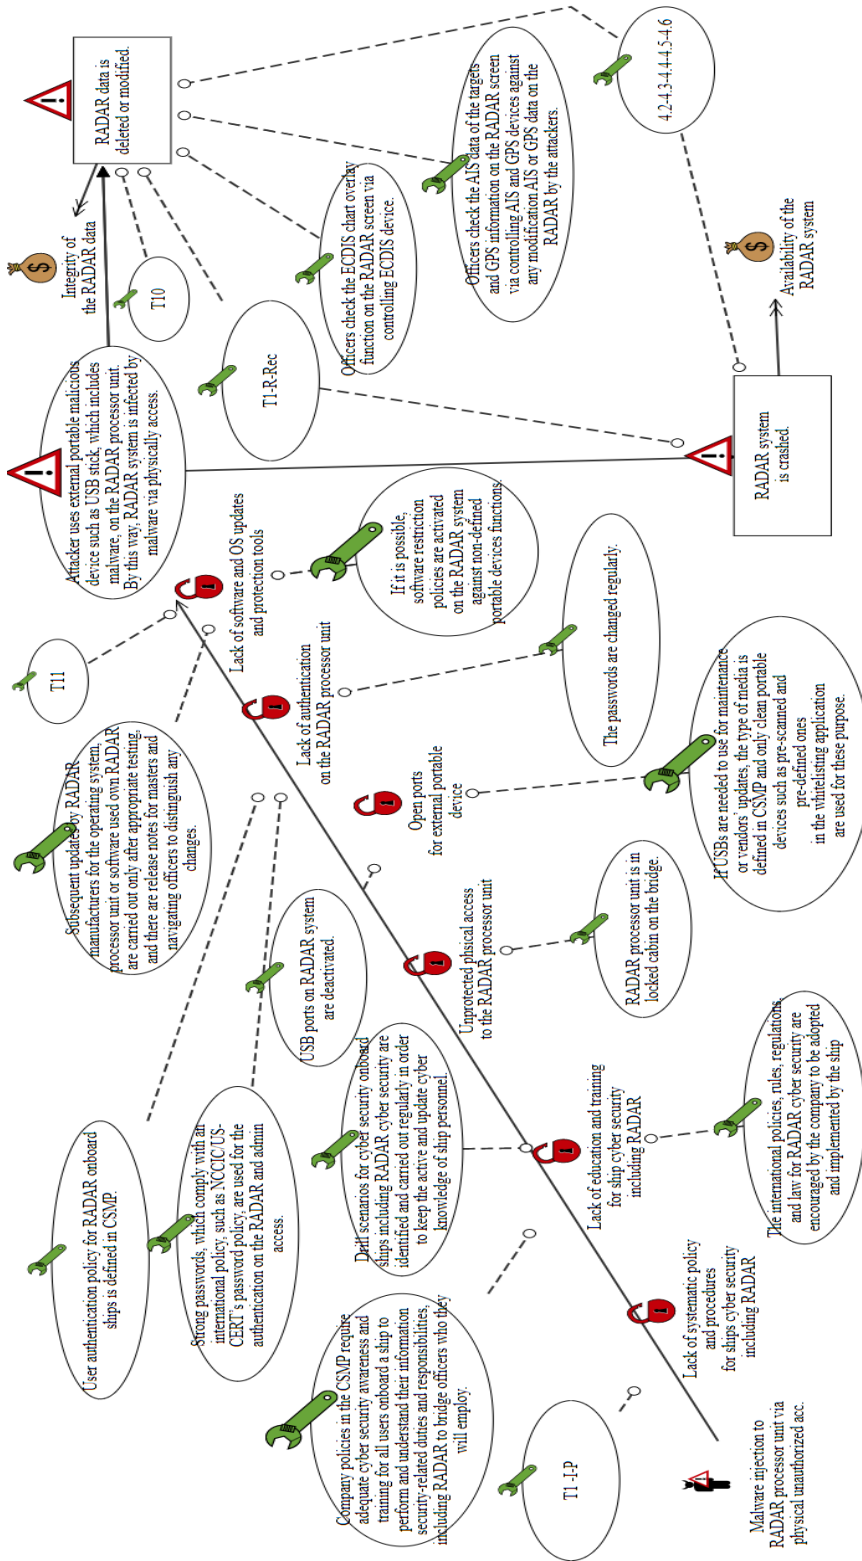 User authentication policy for RADAR onboard
ships is defined in CSMP.
Strong passwords, which comply with an
international policy, such as NCCIC/US-
CERT's password policy, are used for the
authentication on the RADAR and admin
access.
Subsequent updates by RADAR
manufacturers for the operating system,
processor unit or software used own RADAR
are carried out only after appropriate testing,
and there are release notes for masters and
navigating officers to distinguish any
changes.
T11
Attacker uses external portable malicious
device such as USB stick, which includes
malware, on the RADAR processor unit.
By this way, RADAR system is infected by
malware via physically access.
Integrity of
the RADAR data
RADAR data is
deleted or modified.
T10
T1-R-Rec
Company policies in the CSMP require
adequate cyber security awareness and
training for all users onboard a ship to
perform and understand their information
security-related duties and responsibilities,
including RADAR to bridge officers who they
will employ.
Drill scenarios for cyber security onboard
ships including RADAR cyber security are
identified and carried out regularly in order
to keep the active and update cyber
knowledge of ship personnel.
USB ports on RADAR system
are deactivated.
Lack of software and OS updates
and protection tools
Lack of authentication
on the RADAR processor unit
Officers check the ECDIS chart overlay
function on the RADAR screen via
controlling ECDIS device.
If it is possible,
software restriction
policies are activated
on the RADAR system
against non-defined
portable devices functions.
Officers check the AIS data of the targets
and GPS information on the RADAR screen
via controlling AIS and GPS devices against
any modification AIS or GPS data on the
RADAR by the attackers.
Open ports
for external portable
device
Unprotected phsical access
to the RADAR processor unit
T1 -I-P
Lack of education and training
for ship cyber security
including RADAR
The passwords are changed regularly.
RADAR processor unit is in
locked cabin on the bridge.
4.2-4.3-4.4-4.5-4.6
Lack of systematic policy
and procedures
for ships cyber security
including RADAR
Malware injection to
RADAR processor unit via
physical unauthorized acc.
The international policies, rules, regulations,
and law for RADAR cyber security are
encouraged by the company to be adopted
and implemented by the ship
If USBs are needed to use for maintenance
or vendors' updates, the type of media is
defined in CSMP and only clean portable
devices such as pre-scanned and
pre-defined ones
in the whitelisting application
are used for these purpose.
RADAR system
is crashed.
Availability of the
RADAR system